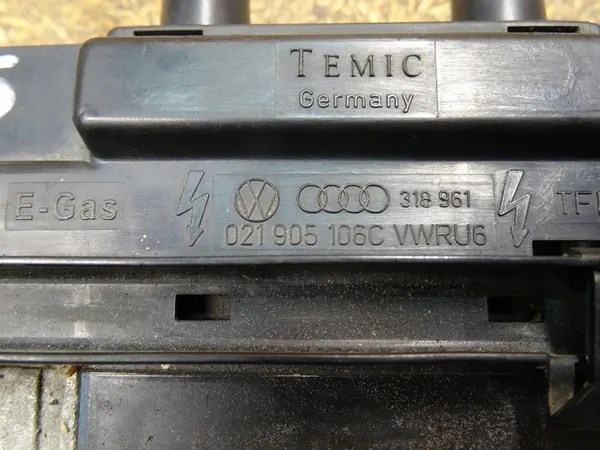 TEMIC
Germany
E-Gas
318 961
021 905 106C VWRU6